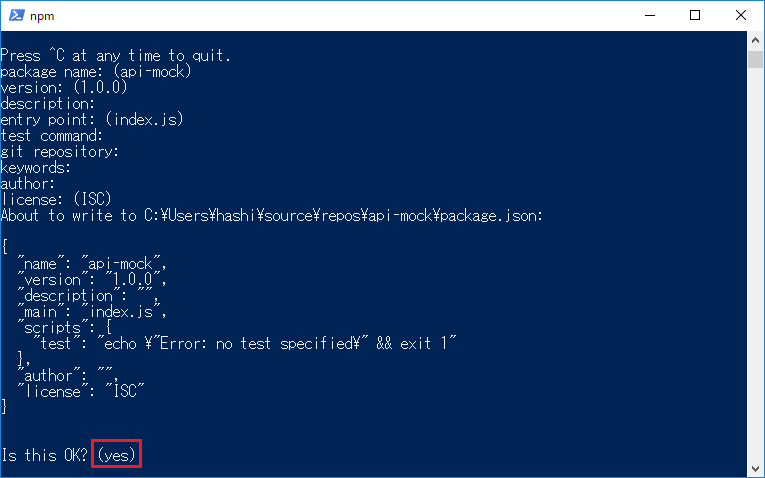 npm
Press ^C at any time to quit.
package name: (api-mock)
version: (1.0.0)
description:
entry point: (index.js)
test command:
git repository:
keywords:
author:
license: (ISC)
About to write to C:¥Users¥hashi¥source¥repos¥api-mock¥package.json:
{
"name": "api-mock",
"version": "1.0.0",
"description": "",
"main": "index.js",
"scripts": {
"test": "echo ¥"Error: no test specified¥" && exit 1"
},
"author": "",
"license": "ISC"
}
Is this OK? (yes)